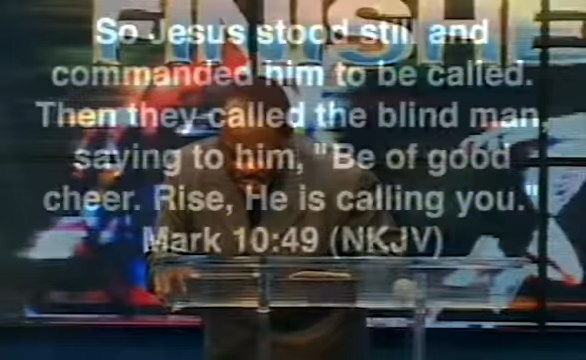 FINISHE
So Jesus stood still and
commanded him to be called.
Then they called the blind man,
saying to him, "Be of good
cheer. Rise, He is calling you."
Mark 10:49 (NKJV)